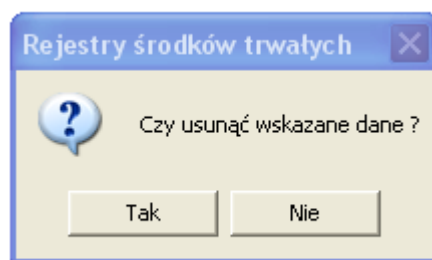 Rejestry środków trwałych
Czy usunąć wskazane dane ?
Tak
Nie